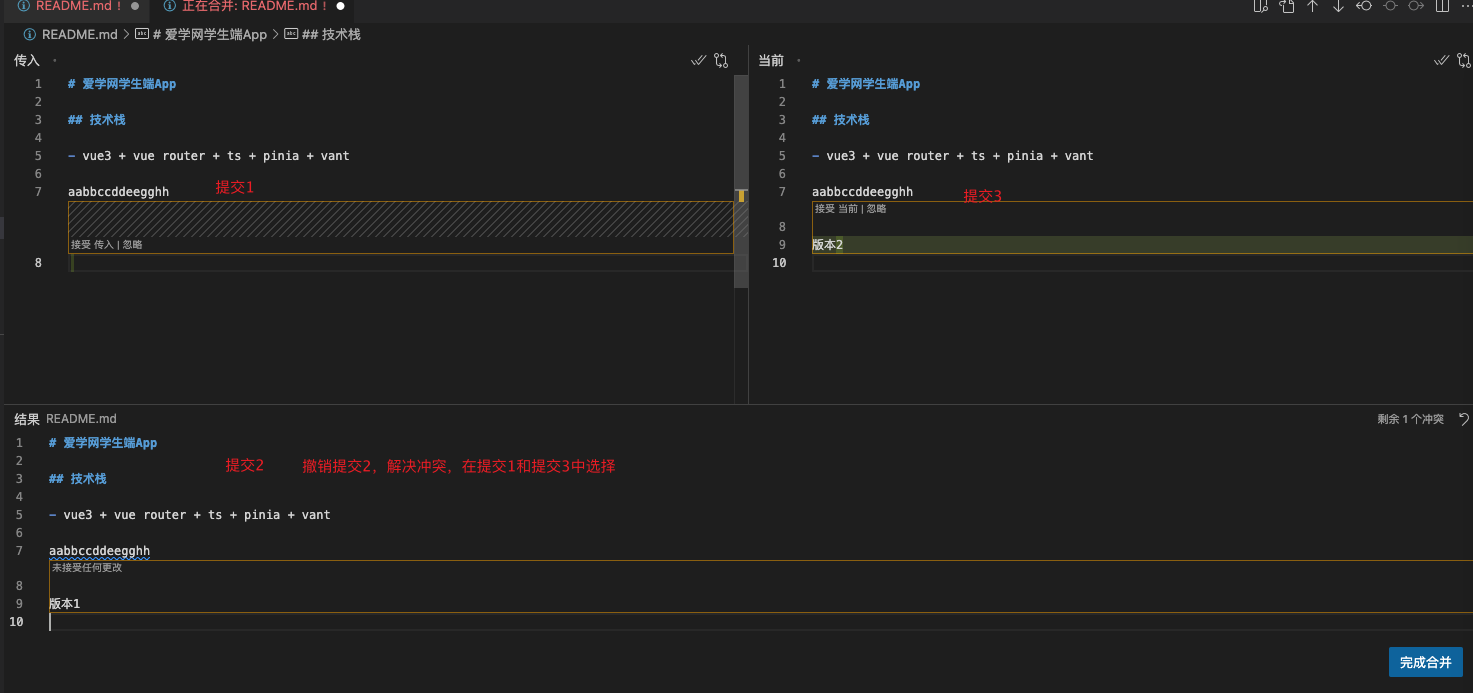 README.md !
正在合并: README.md !
README.md > # 爱学网学生端App > ## 技术栈
传入
1 # 爱学网学生端App
2
3 ## 技术栈
4
5 - vue3 + vue router + ts + pinia + vant
6
7 aabbccddeegghh
提交1
接受 传入 | 忽略
8
当前
1 # 爱学网学生端App
2
3 ## 技术栈
4
5 - vue3 + vue router + ts + pinia + vant
6
7 aabbccddeegghh
提交3
接受 当前 | 忽略
8
9 版本2
10
结果 README.md
剩余 1 个冲突
1 # 爱学网学生端App
2
提交2 撤销提交2，解决冲突，在提交1和提交3中选择
3 ## 技术栈
4
5 - vue3 + vue router + ts + pinia + vant
6
7 aabbccddeegghh
未接受任何更改
8
9 版本1
10
完成合并